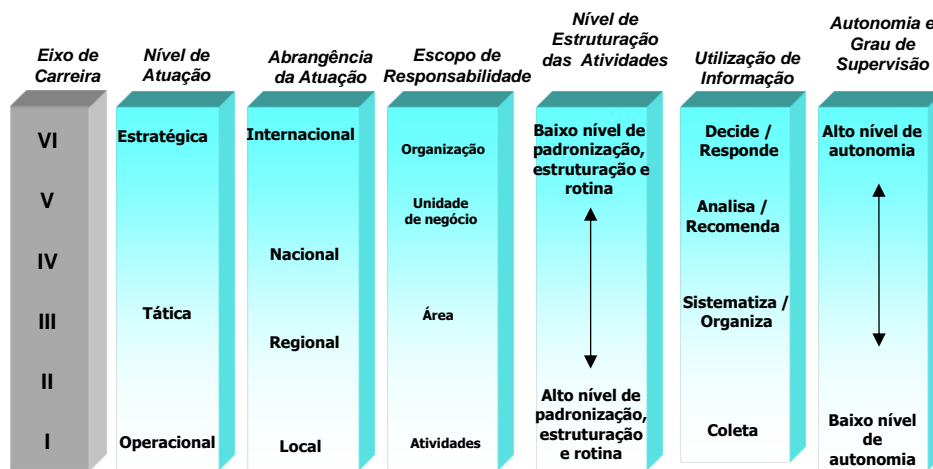 Eixo de
Carreira
Nível de
Atuação
Abrangência
da Atuação
Escopo de
Responsabilidade
Nível de
Estruturação
das Atividades
Utilização de
Informação
Autonomia e
Grau de
Supervisão
VI
V
IV
III
II
I
Estratégica
Tática
Operacional
Internacional
Nacional
Regional
Local
Organização
Unidade
de negócio
Área
Atividades
Baixo nível de
padronização,
estruturação e
rotina
Alto nível de
padronização,
estruturação
e rotina
Decide /
Responde
Analisa /
Recomenda
Sistematiza /
Organiza
Coleta
Alto nível de
autonomia
Baixo nível
de
autonomia